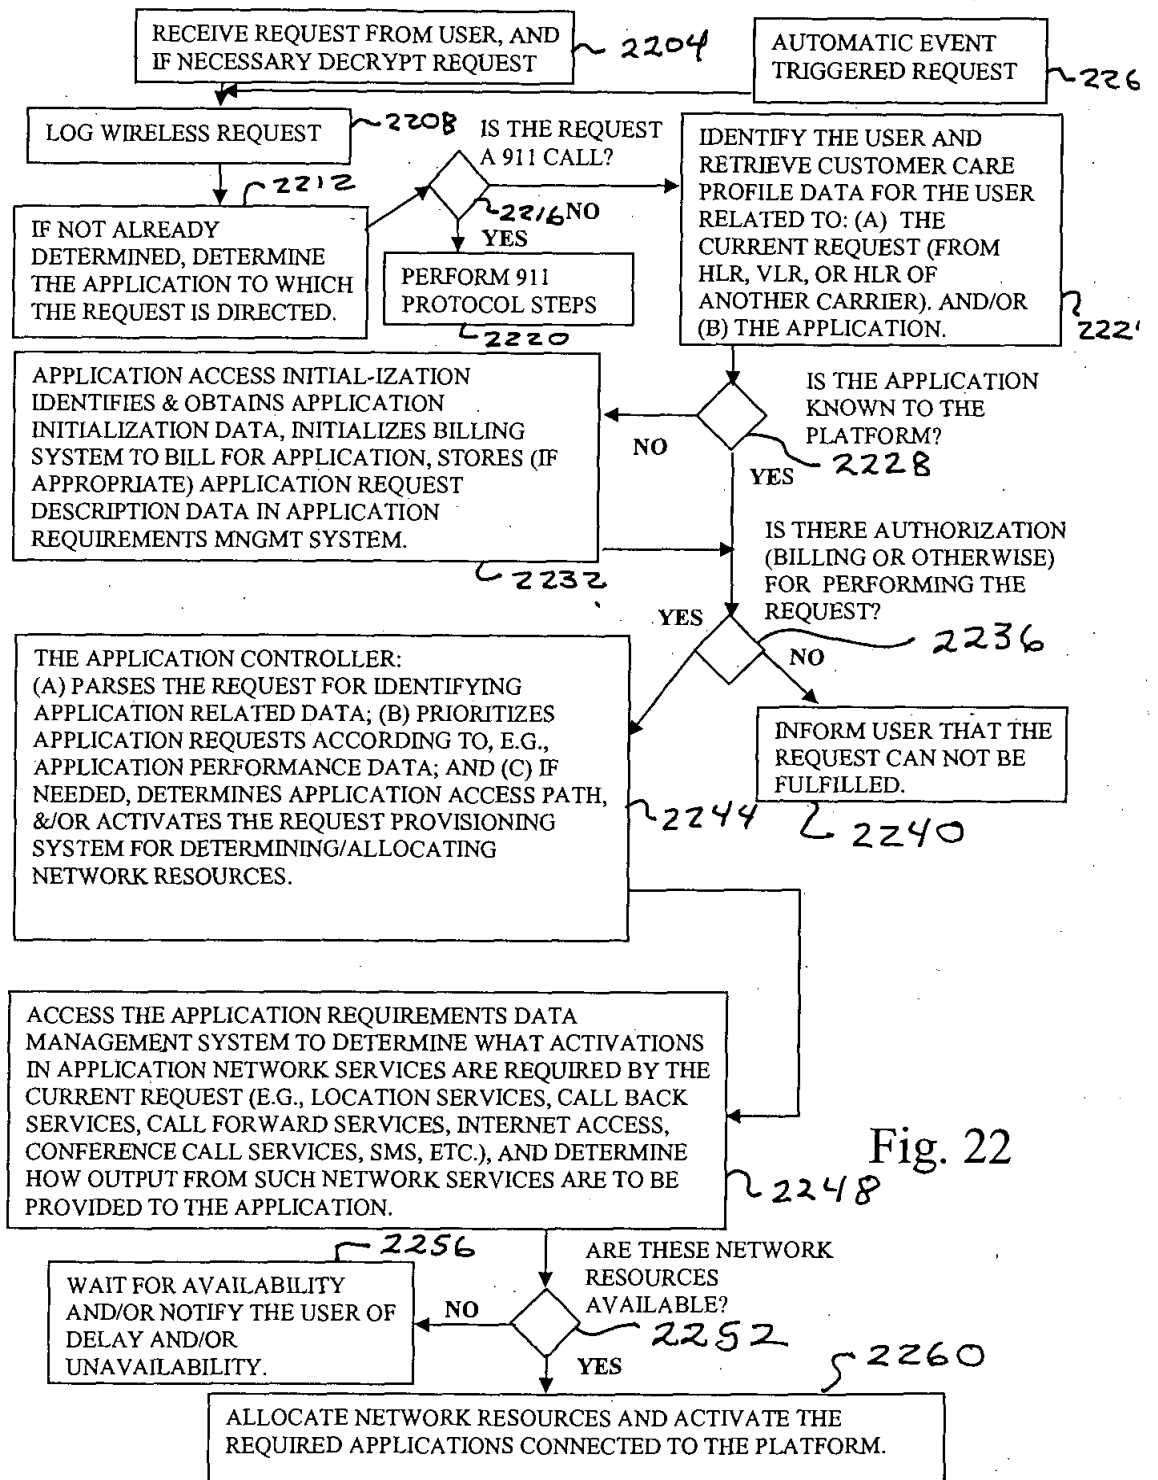 RECEIVE REQUEST FROM USER, AND
IF NECESSARY DECRYPT REQUEST
2204
AUTOMATIC EVENT
TRIGGERED REQUEST
226
LOG WIRELESS REQUEST
2208
IS THE REQUEST
A 911 CALL?
2216
NO
YES
2212
IF NOT ALREADY
DETERMINED, DETERMINE
THE APPLICATION TO WHICH
THE REQUEST IS DIRECTED.
PERFORM 911
PROTOCOL STEPS
2220
IDENTIFY THE USER AND
RETRIEVE CUSTOMER CARE
PROFILE DATA FOR THE USER
RELATED TO: (A) THE
CURRENT REQUEST (FROM
HLR, VLR, OR HLR OF
ANOTHER CARRIER). AND/OR
(B) THE APPLICATION.
222
IS THE APPLICATION
KNOWN TO THE
PLATFORM?
2228
NO
YES
APPLICATION ACCESS INITIAL-IZATION
IDENTIFIES & OBTAINS APPLICATION
INITIALIZATION DATA, INITIALIZES BILLING
SYSTEM TO BILL FOR APPLICATION, STORES (IF
APPROPRIATE) APPLICATION REQUEST
DESCRIPTION DATA IN APPLICATION
REQUIREMENTS MNGMT SYSTEM.
2232
IS THERE AUTHORIZATION
(BILLING OR OTHERWISE)
FOR PERFORMING THE
REQUEST?
2236
YES
NO
THE APPLICATION CONTROLLER:
(A) PARSES THE REQUEST FOR IDENTIFYING
APPLICATION RELATED DATA; (B) PRIORITIZES
APPLICATION REQUESTS ACCORDING TO, E.G.,
APPLICATION PERFORMANCE DATA; AND (C) IF
NEEDED, DETERMINES APPLICATION ACCESS PATH,
&/OR ACTIVATES THE REQUEST PROVISIONING
SYSTEM FOR DETERMINING/ALLOCATING
NETWORK RESOURCES.
2244
INFORM USER THAT THE
REQUEST CAN NOT BE
FULFILLED.
2240
ACCESS THE APPLICATION REQUIREMENTS DATA
MANAGEMENT SYSTEM TO DETERMINE WHAT ACTIVATIONS
IN APPLICATION NETWORK SERVICES ARE REQUIRED BY THE
CURRENT REQUEST (E.G., LOCATION SERVICES, CALL BACK
SERVICES, CALL FORWARD SERVICES, INTERNET ACCESS,
CONFERENCE CALL SERVICES, SMS, ETC.), AND DETERMINE
HOW OUTPUT FROM SUCH NETWORK SERVICES ARE TO BE
PROVIDED TO THE APPLICATION.
2248
Fig. 22
ARE THESE NETWORK
RESOURCES
AVAILABLE?
2252
NO
YES
2256
WAIT FOR AVAILABILITY
AND/OR NOTIFY THE USER OF
DELAY AND/OR
UNAVAILABILITY.
2260
ALLOCATE NETWORK RESOURCES AND ACTIVATE THE
REQUIRED APPLICATIONS CONNECTED TO THE PLATFORM.